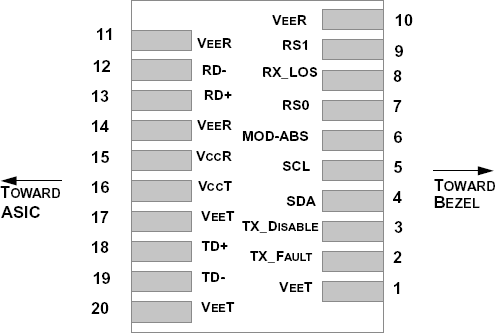 11 VEER
12 RD-
13 RD+
14 VEER
15 VCCR
16 VCCT
17 VEET
18 TD+
19 TD-
20 VEET
VEER 10
RS1 9
RX_LOS 8
RS0 7
MOD-ABS 6
SCL 5
SDA 4
TX_DISABLE 3
TX_FAULT 2
VEET 1
TOWARD
ASIC
TOWARD
BEZEL